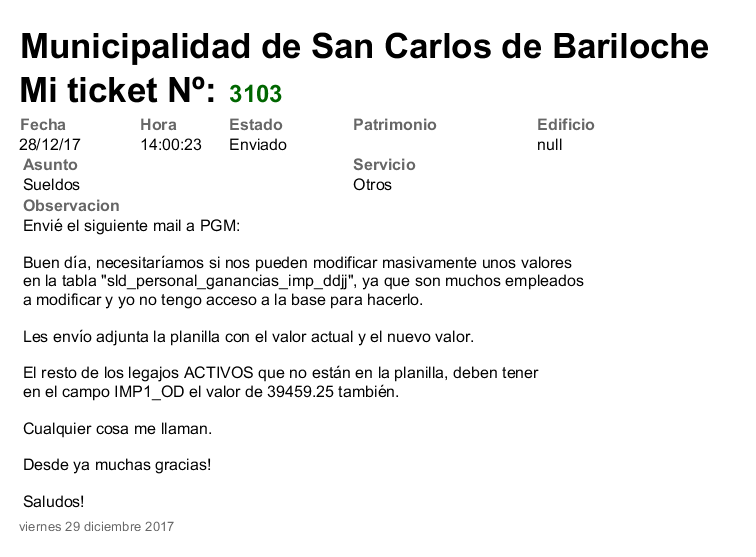 Municipalidad de San Carlos de Bariloche
Mi ticket Nº: 3103
Fecha Hora Estado Patrimonio Edificio
28/12/17 14:00:23 Enviado null
Asunto Servicio
Sueldos Otros
Observacion
Envié el siguiente mail a PGM:
Buen día, necesitaríamos si nos pueden modificar masivamente unos valores
en la tabla "sld_personal_ganancias_imp_ddjj", ya que son muchos empleados
a modificar y yo no tengo acceso a la base para hacerlo.
Les envío adjunta la planilla con el valor actual y el nuevo valor.
El resto de los legajos ACTIVOS que no están en la planilla, deben tener
en el campo IMP1_OD el valor de 39459.25 también.
Cualquier cosa me llaman.
Desde ya muchas gracias!
Saludos!
viernes 29 diciembre 2017